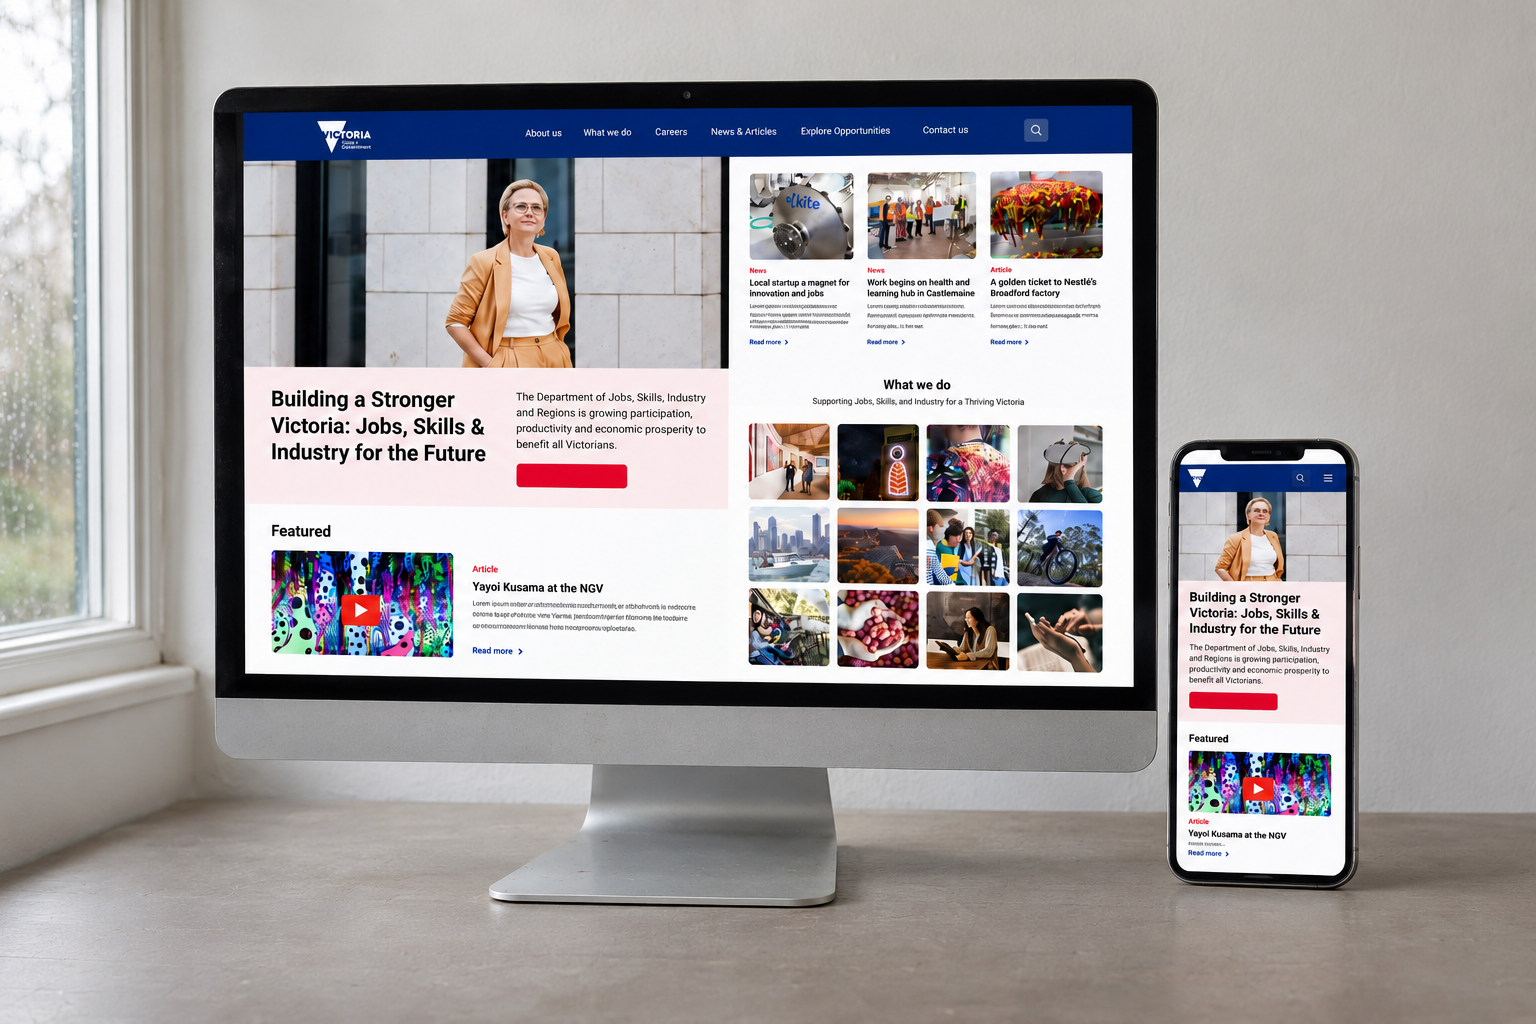 VICTORIA
State
Government
About us
What we do
Careers
News & Articles
Explore Opportunities
Contact us
Building a Stronger
Victoria: Jobs, Skills &
Industry for the Future
The Department of Jobs, Skills, Industry
and Regions is growing participation,
productivity and economic prosperity to
benefit all Victorians.
Featured
Article
Yayoi Kusama at the NGV
Lorem ipsum
Read more
kite
News
Local startup a magnet for
innovation and jobs
Read more
News
Work begins on health and
learning hub in Castlemaine
Read more
Article
A golden ticket to Nestlé's
Broadford factory
Read more
What we do
Supporting Jobs, Skills, and Industry for a Thriving Victoria
Building a Stronger
Victoria: Jobs, Skills &
Industry for the Future
The Department of Jobs, Skills, Industry
and Regions is growing participation,
productivity and economic prosperity to
benefit all Victorians.
Featured
Article
Yayoi Kusama at the NGV
Read more